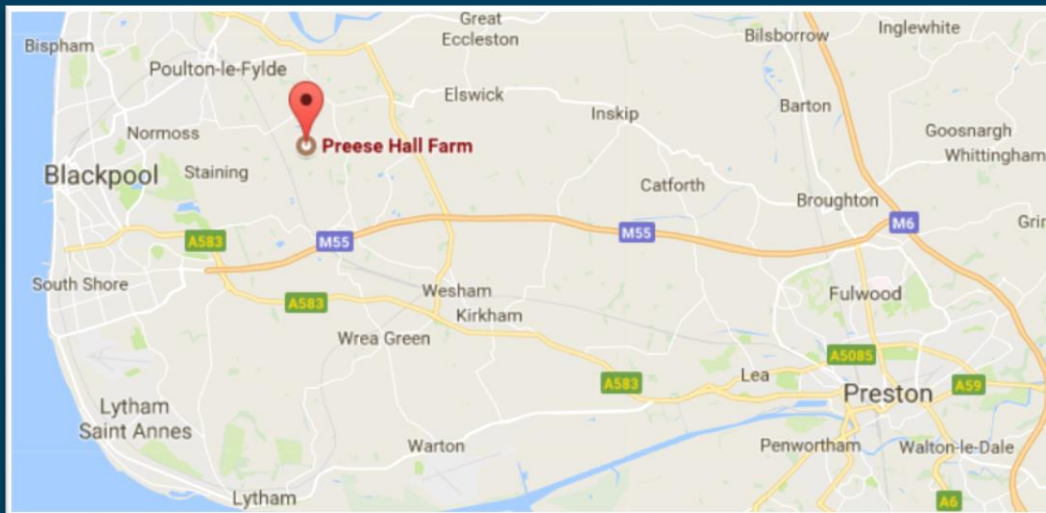 Bispham
Great
Eccleston
Bilsborrow
Inglewhite
Poulton-le-Fylde
Elswick
Inskip
Barton
Normoss
Preese Hall Farm
Goosnargh
Whittingham
Blackpool
Staining
Catforth
Broughton
M6
A583
M55
M55
South Shore
A583
Wesham
Kirkham
Fulwood
Wrea Green
A5085
A583
Lea
A59
Preston
Lytham
Saint Annes
Warton
Penwortham
Walton-le-Dale
Lytham
A6